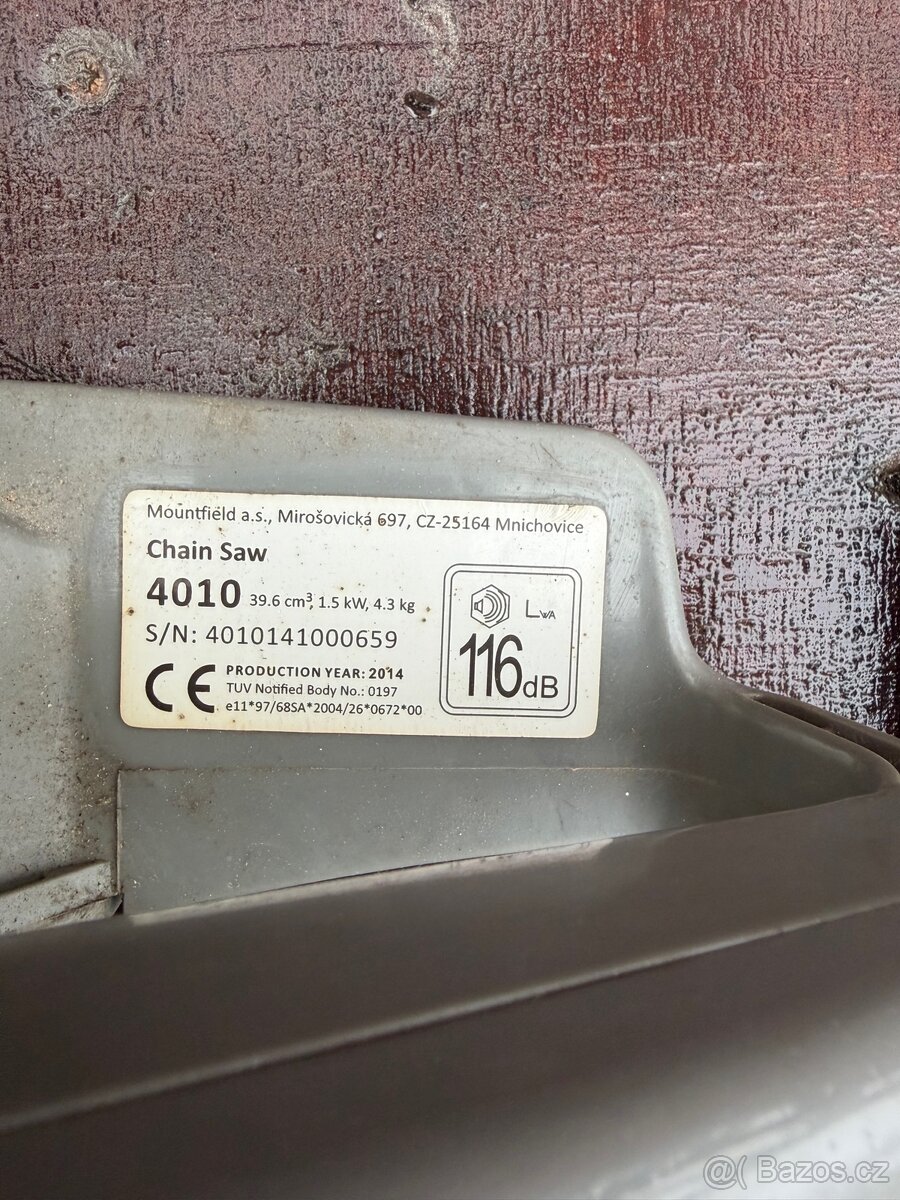 Mountfield a.s., Mirošovická 697, CZ-25164 Mnichovice
Chain Saw
4010 39.6 cm³, 1.5 kW, 4.3 kg
S/N: 4010141000659
CE PRODUCTION YEAR: 2014
TUV Notified Body No.: 0197
e11*97/68SA*2004/26*0672*00
LWA
116dB
@( Bazos.cz